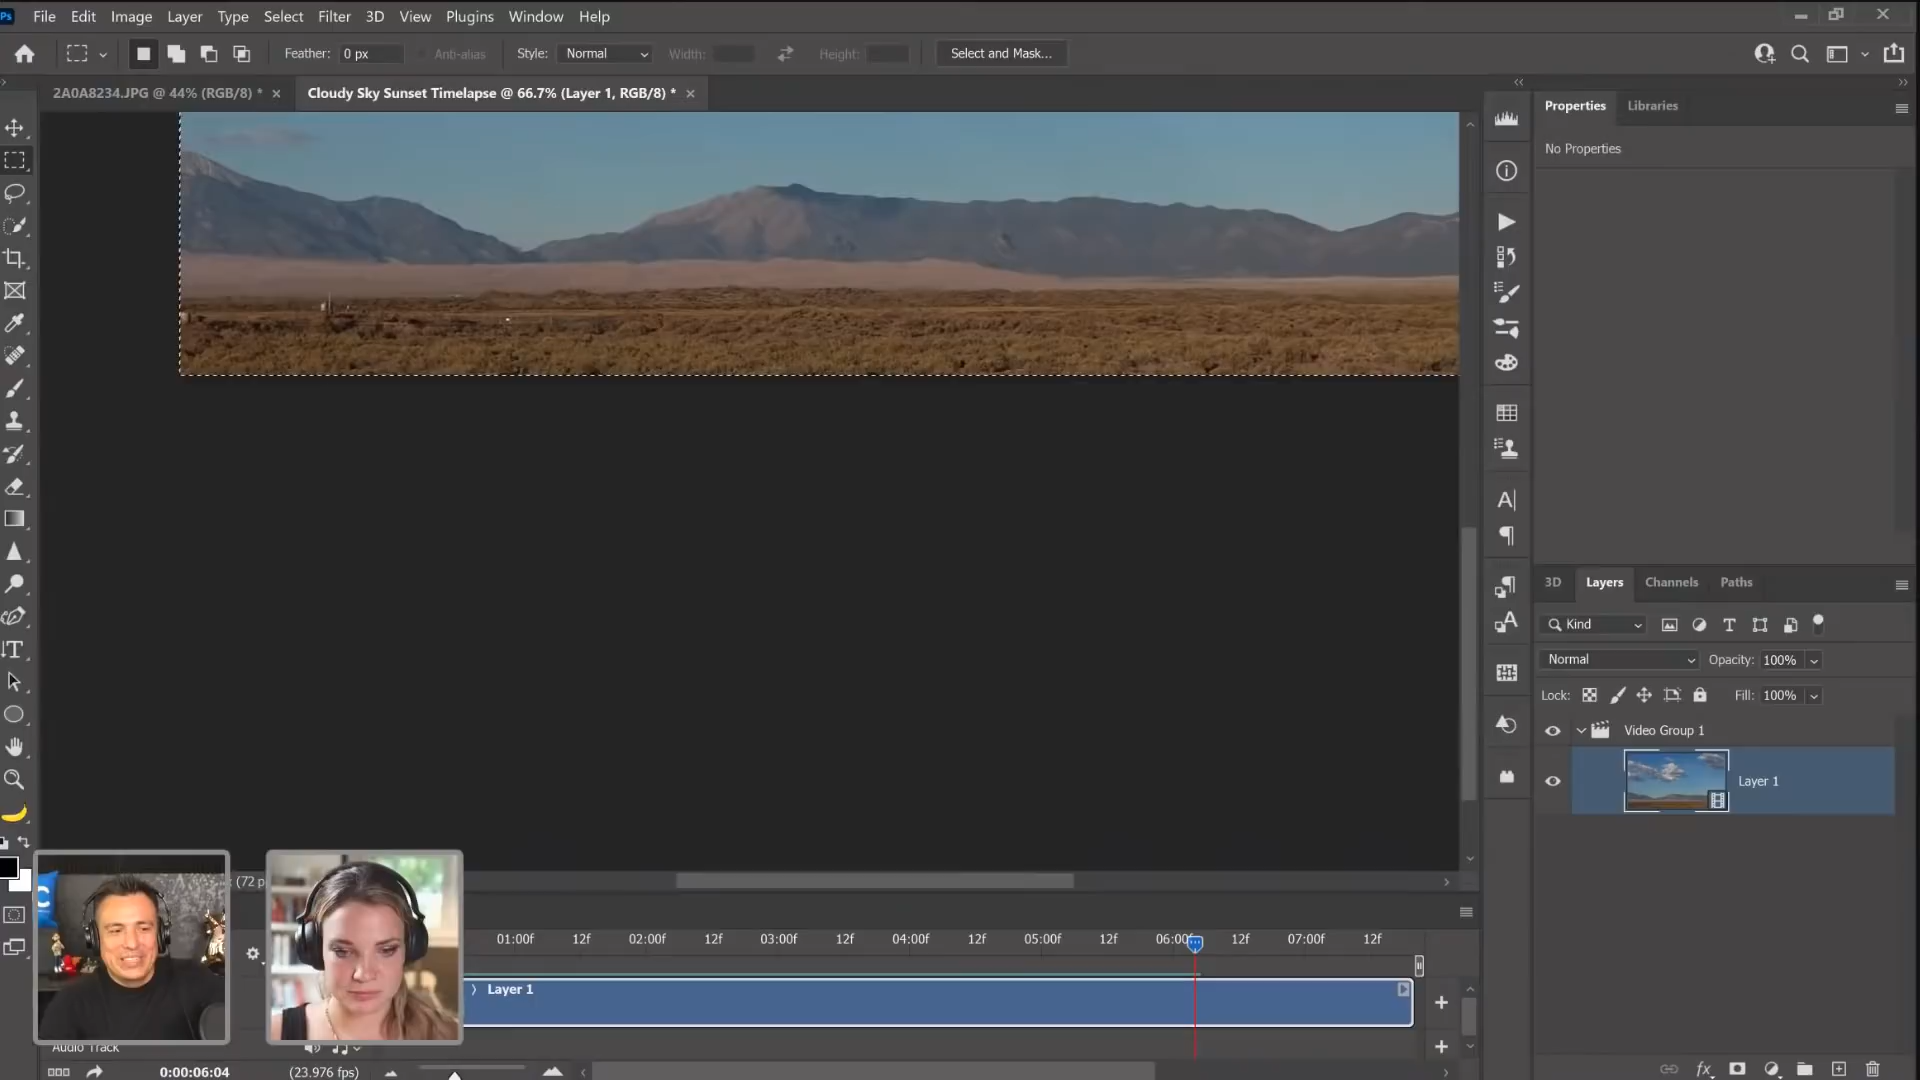 Ps File Edit Image Layer Type Select Filter 3D View Plugins Window Help
Feather: 0 px Anti-alias Style: Normal Width: Height: Select and Mask...
2A0A8234.JPG @ 44% (RGB/8) * × Cloudy Sky Sunset Timelapse @ 66.7% (Layer 1, RGB/8) * ×
Properties Libraries
No Properties
3D Layers Channels Paths
Kind
Normal Opacity: 100%
Lock: Fill: 100%
Video Group 1
Layer 1
(72 p
01:00f 12f 02:00f 12f 03:00f 12f 04:00f 12f 05:00f 12f 06:00f 12f 07:00f 12f
Layer 1
Audio Track
0:00:06:04 (23.976 fps)